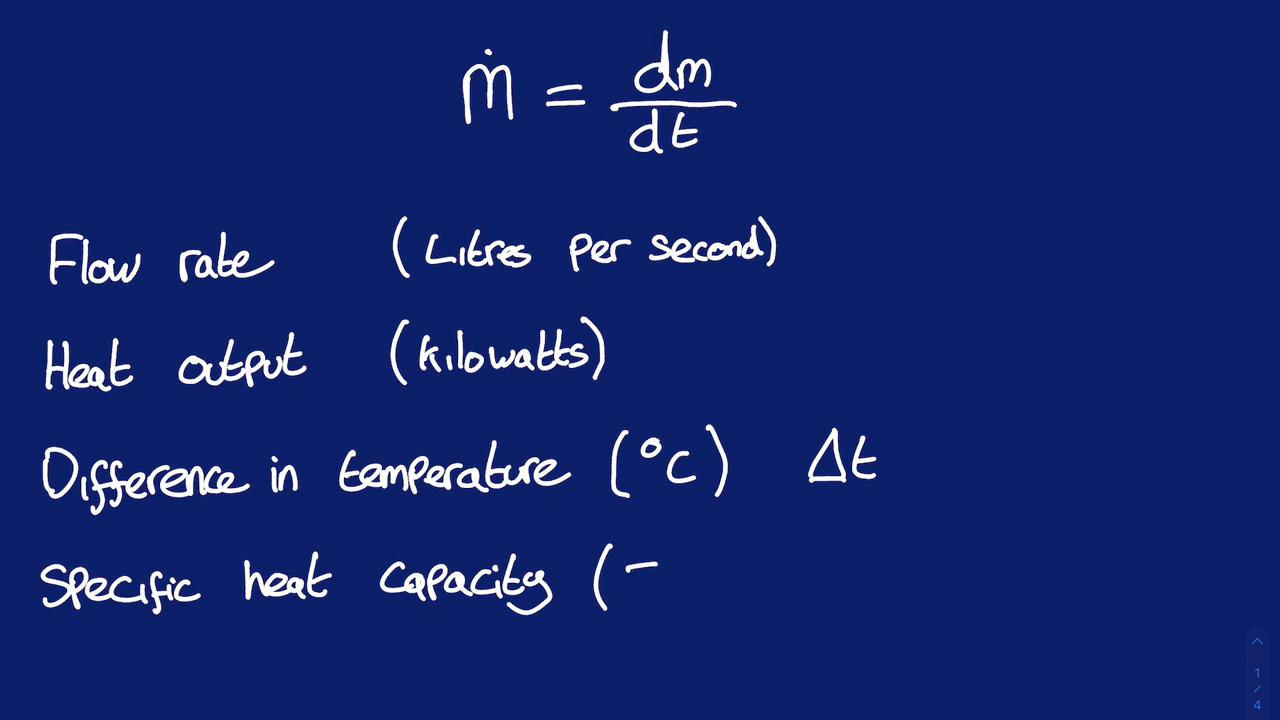 ṁ = dm/dt
Flow rate (Litres per second)
Heat output (kilowatts)
Difference in temperature (°C) Δt
Specific heat capacity (
1
/
4